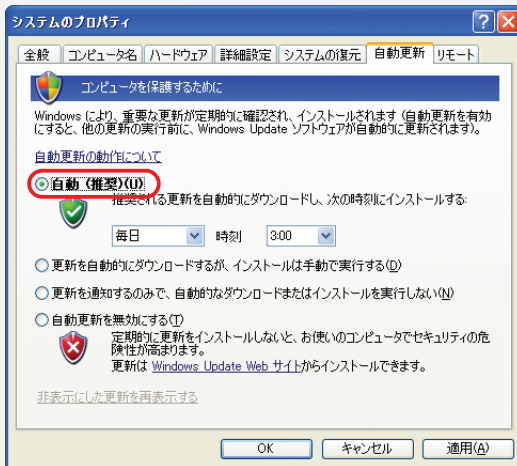 システムのプロパティ
全般 コンピュータ名 ハードウェア 詳細設定 システムの復元 自動更新 リモート
コンピュータを保護するために
Windows により、重要な更新が定期的に確認され、インストールされます (自動更新を有効
にすると、他の更新の実行前に、Windows Update ソフトウェアが自動的に更新されます)。
自動更新の動作について
自動 (推奨)(U)
推奨される更新を自動的にダウンロードし、次の時刻にインストールする:
毎日 時刻 3:00
更新を自動的にダウンロードするが、インストールは手動で実行する(D)
更新を通知するのみで、自動的なダウンロードまたはインストールを実行しない(N)
自動更新を無効にする(T)
定期的に更新をインストールしないと、お使いのコンピュータでセキュリティの危
険性が高まります。
更新は Windows Update Web サイトからインストールできます。
非表示にした更新を再表示する
OK キャンセル 適用(A)